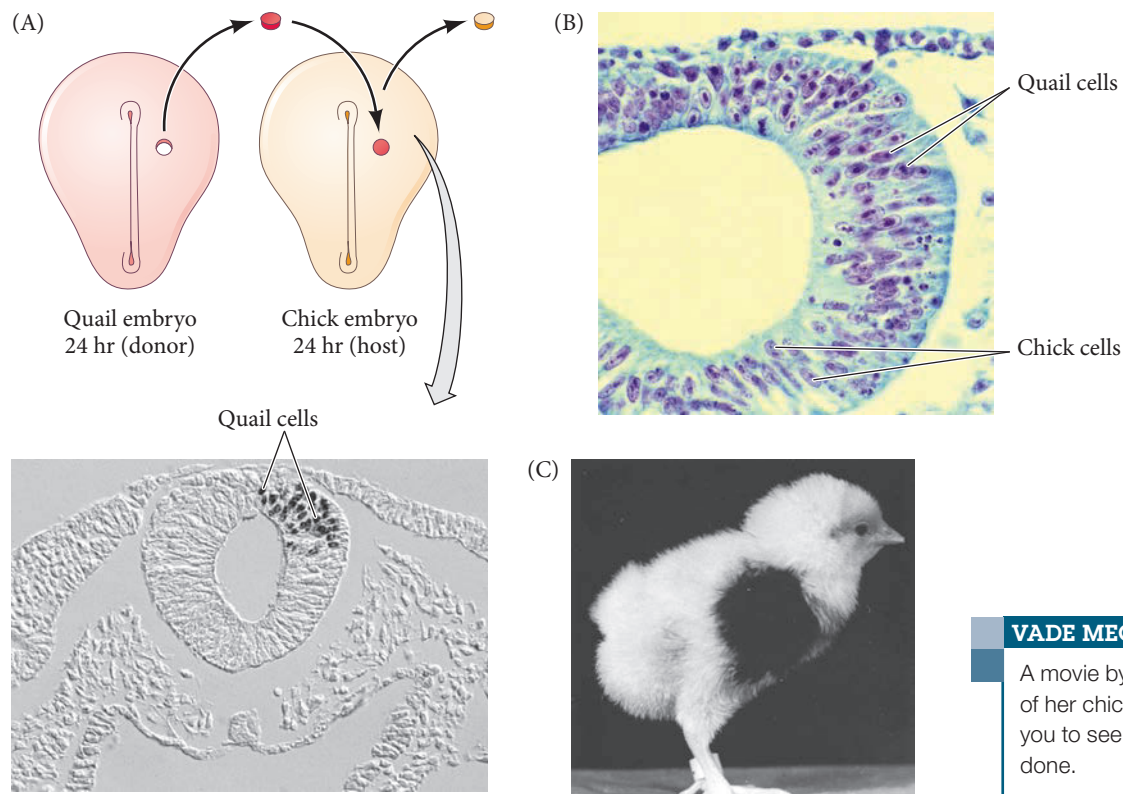 (A)
Quail embryo
24 hr (donor)
Chick embryo
24 hr (host)
Quail cells
(B)
Quail cells
Chick cells
(C)
VADE
A movie by
of her chic
you to see
done.